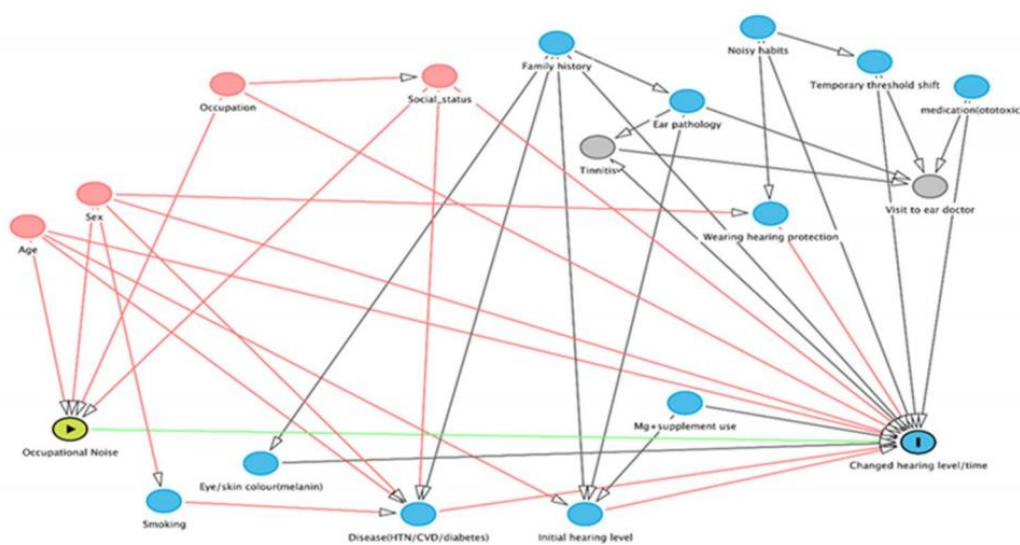 Noisy habits
Family history
Temporary threshold shift
Occupation
Social_status
medication(ototoxic
Ear pathology
Tinnitis
Visit to ear doctor
Sex
Wearing hearing protection
Age
Mg+supplement use
Occupational Noise
Changed hearing level/time
Eye/skin colour(melanin)
Smoking
Disease(HTN/CVD/diabetes)
Initial hearing level